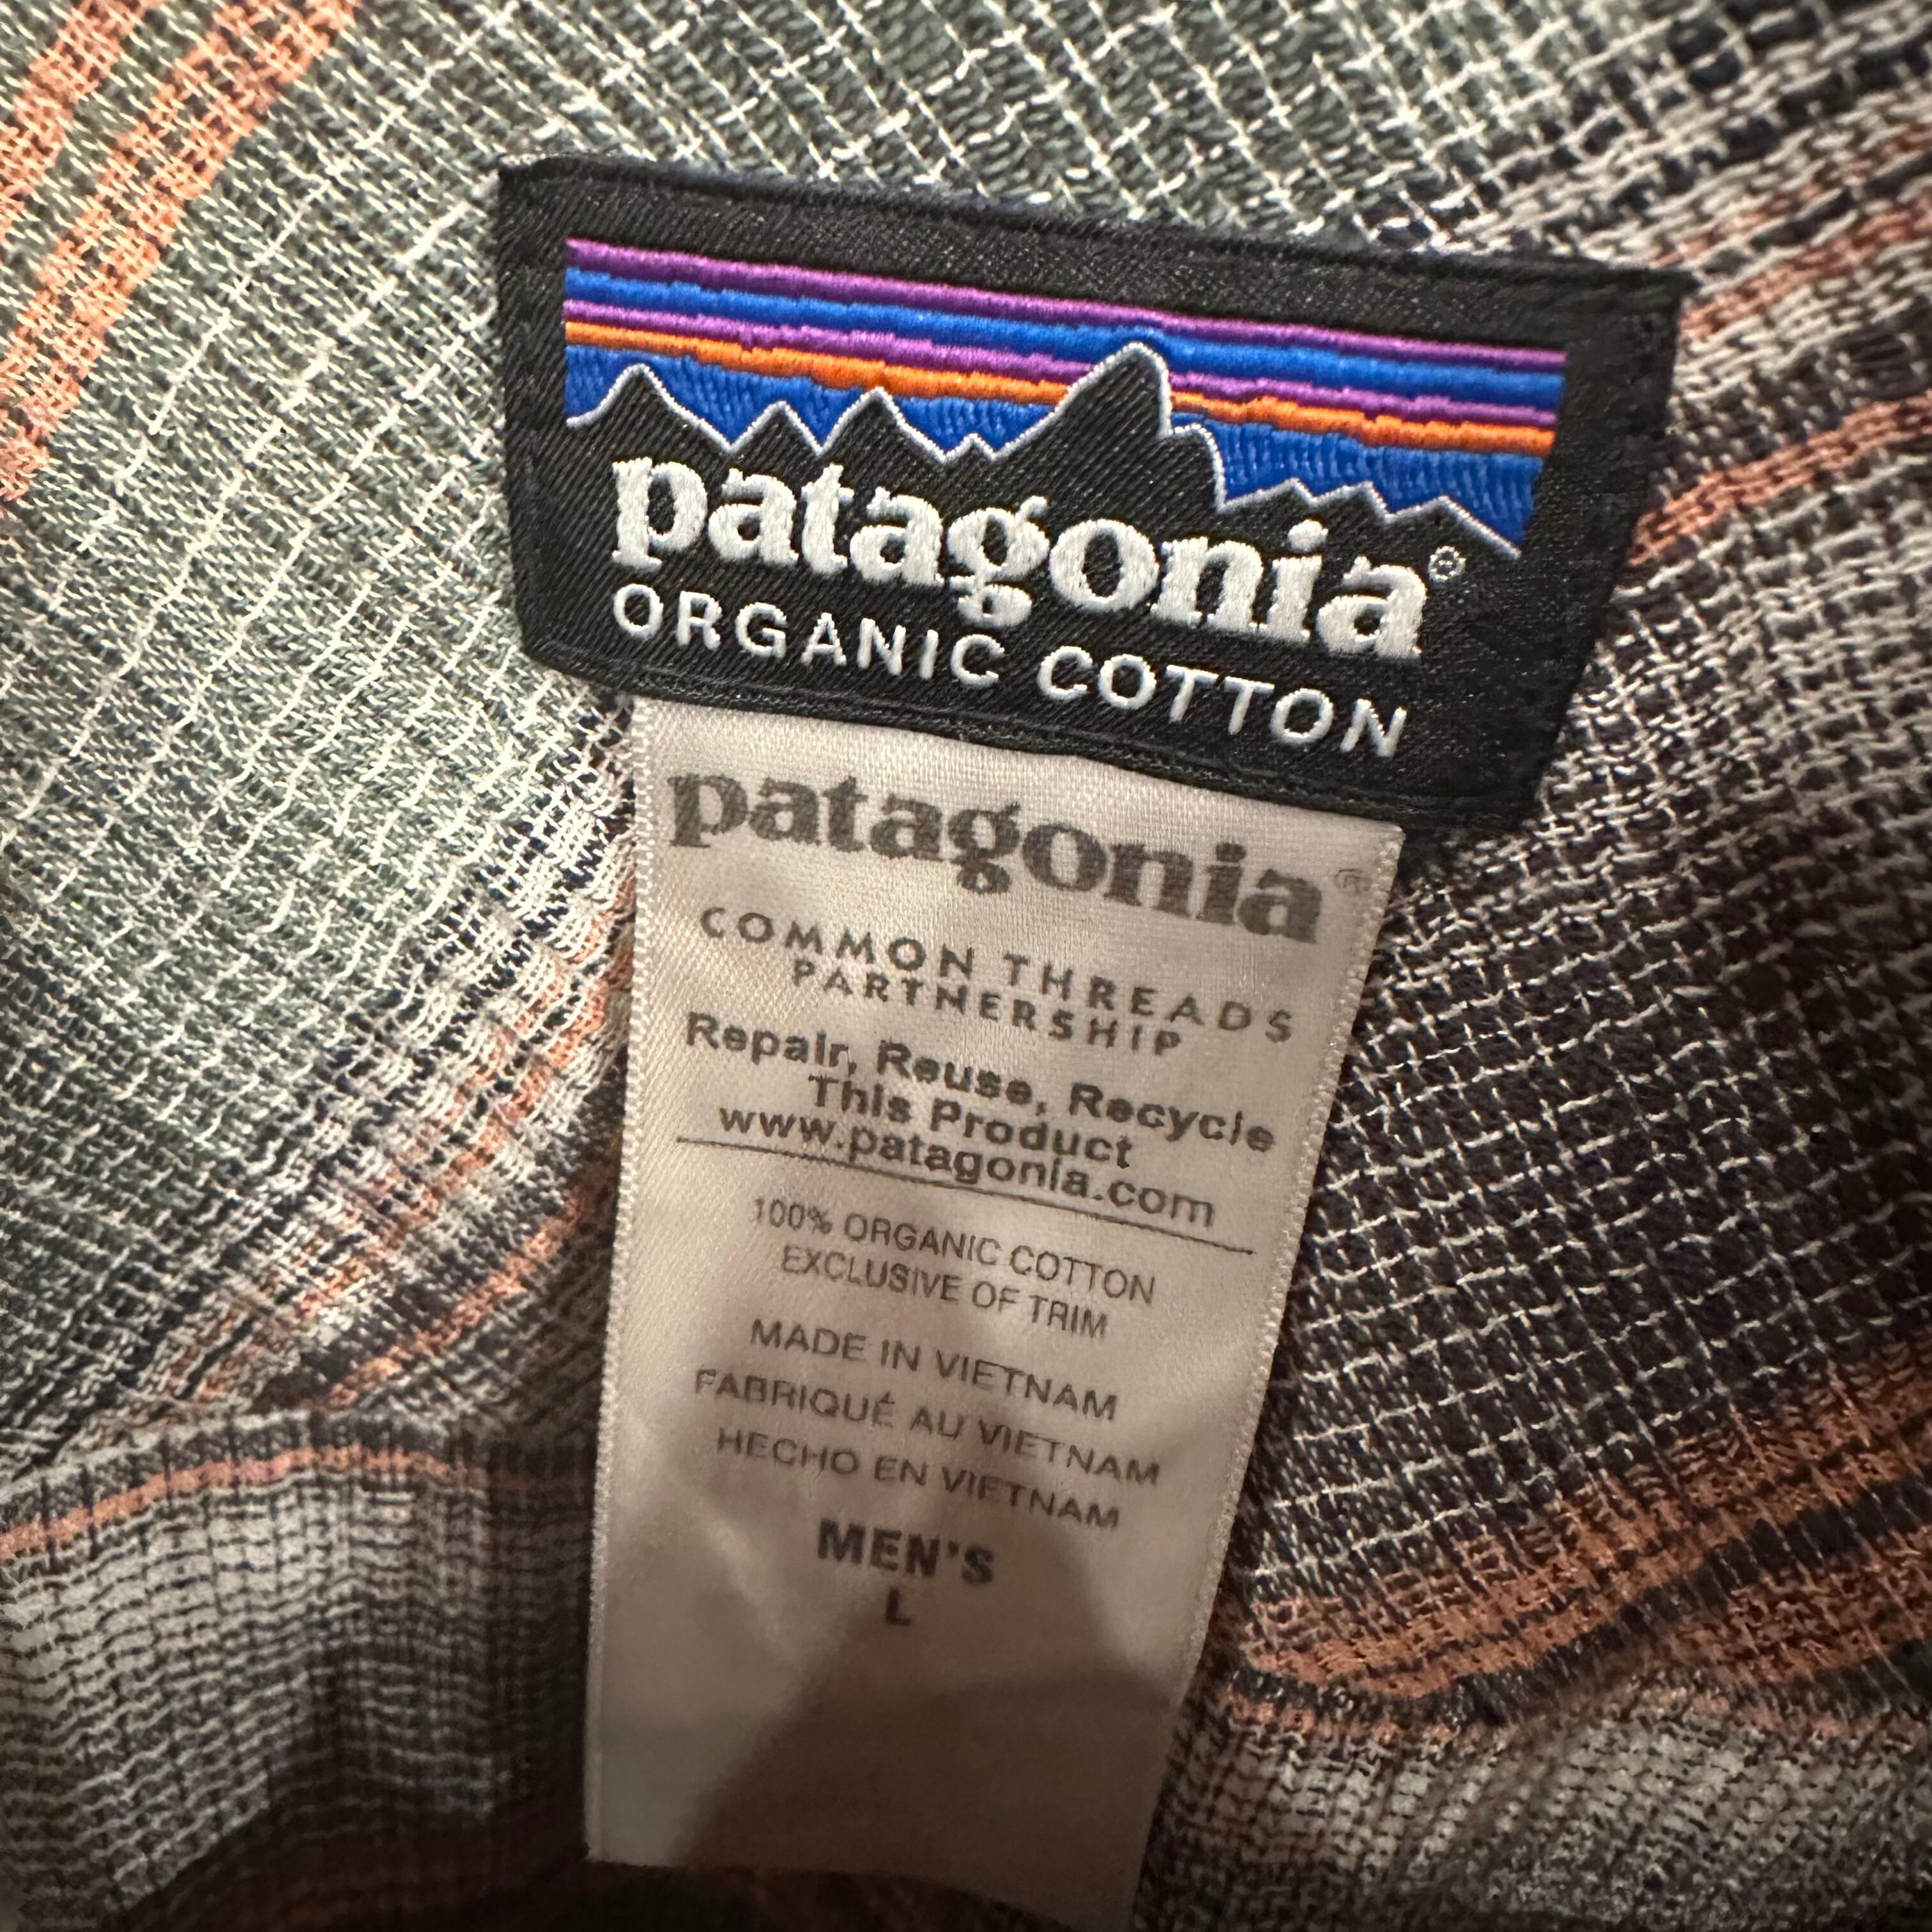 patagonia®
ORGANIC COTTON
patagonia®
COMMON THREADS
PARTNERSHIP
Repair, Reuse, Recycle
This Product
www.patagonia.com
100% ORGANIC COTTON
EXCLUSIVE OF TRIM
MADE IN VIETNAM
FABRIQUÉ AU VIETNAM
HECHO EN VIETNAM
MEN'S
L